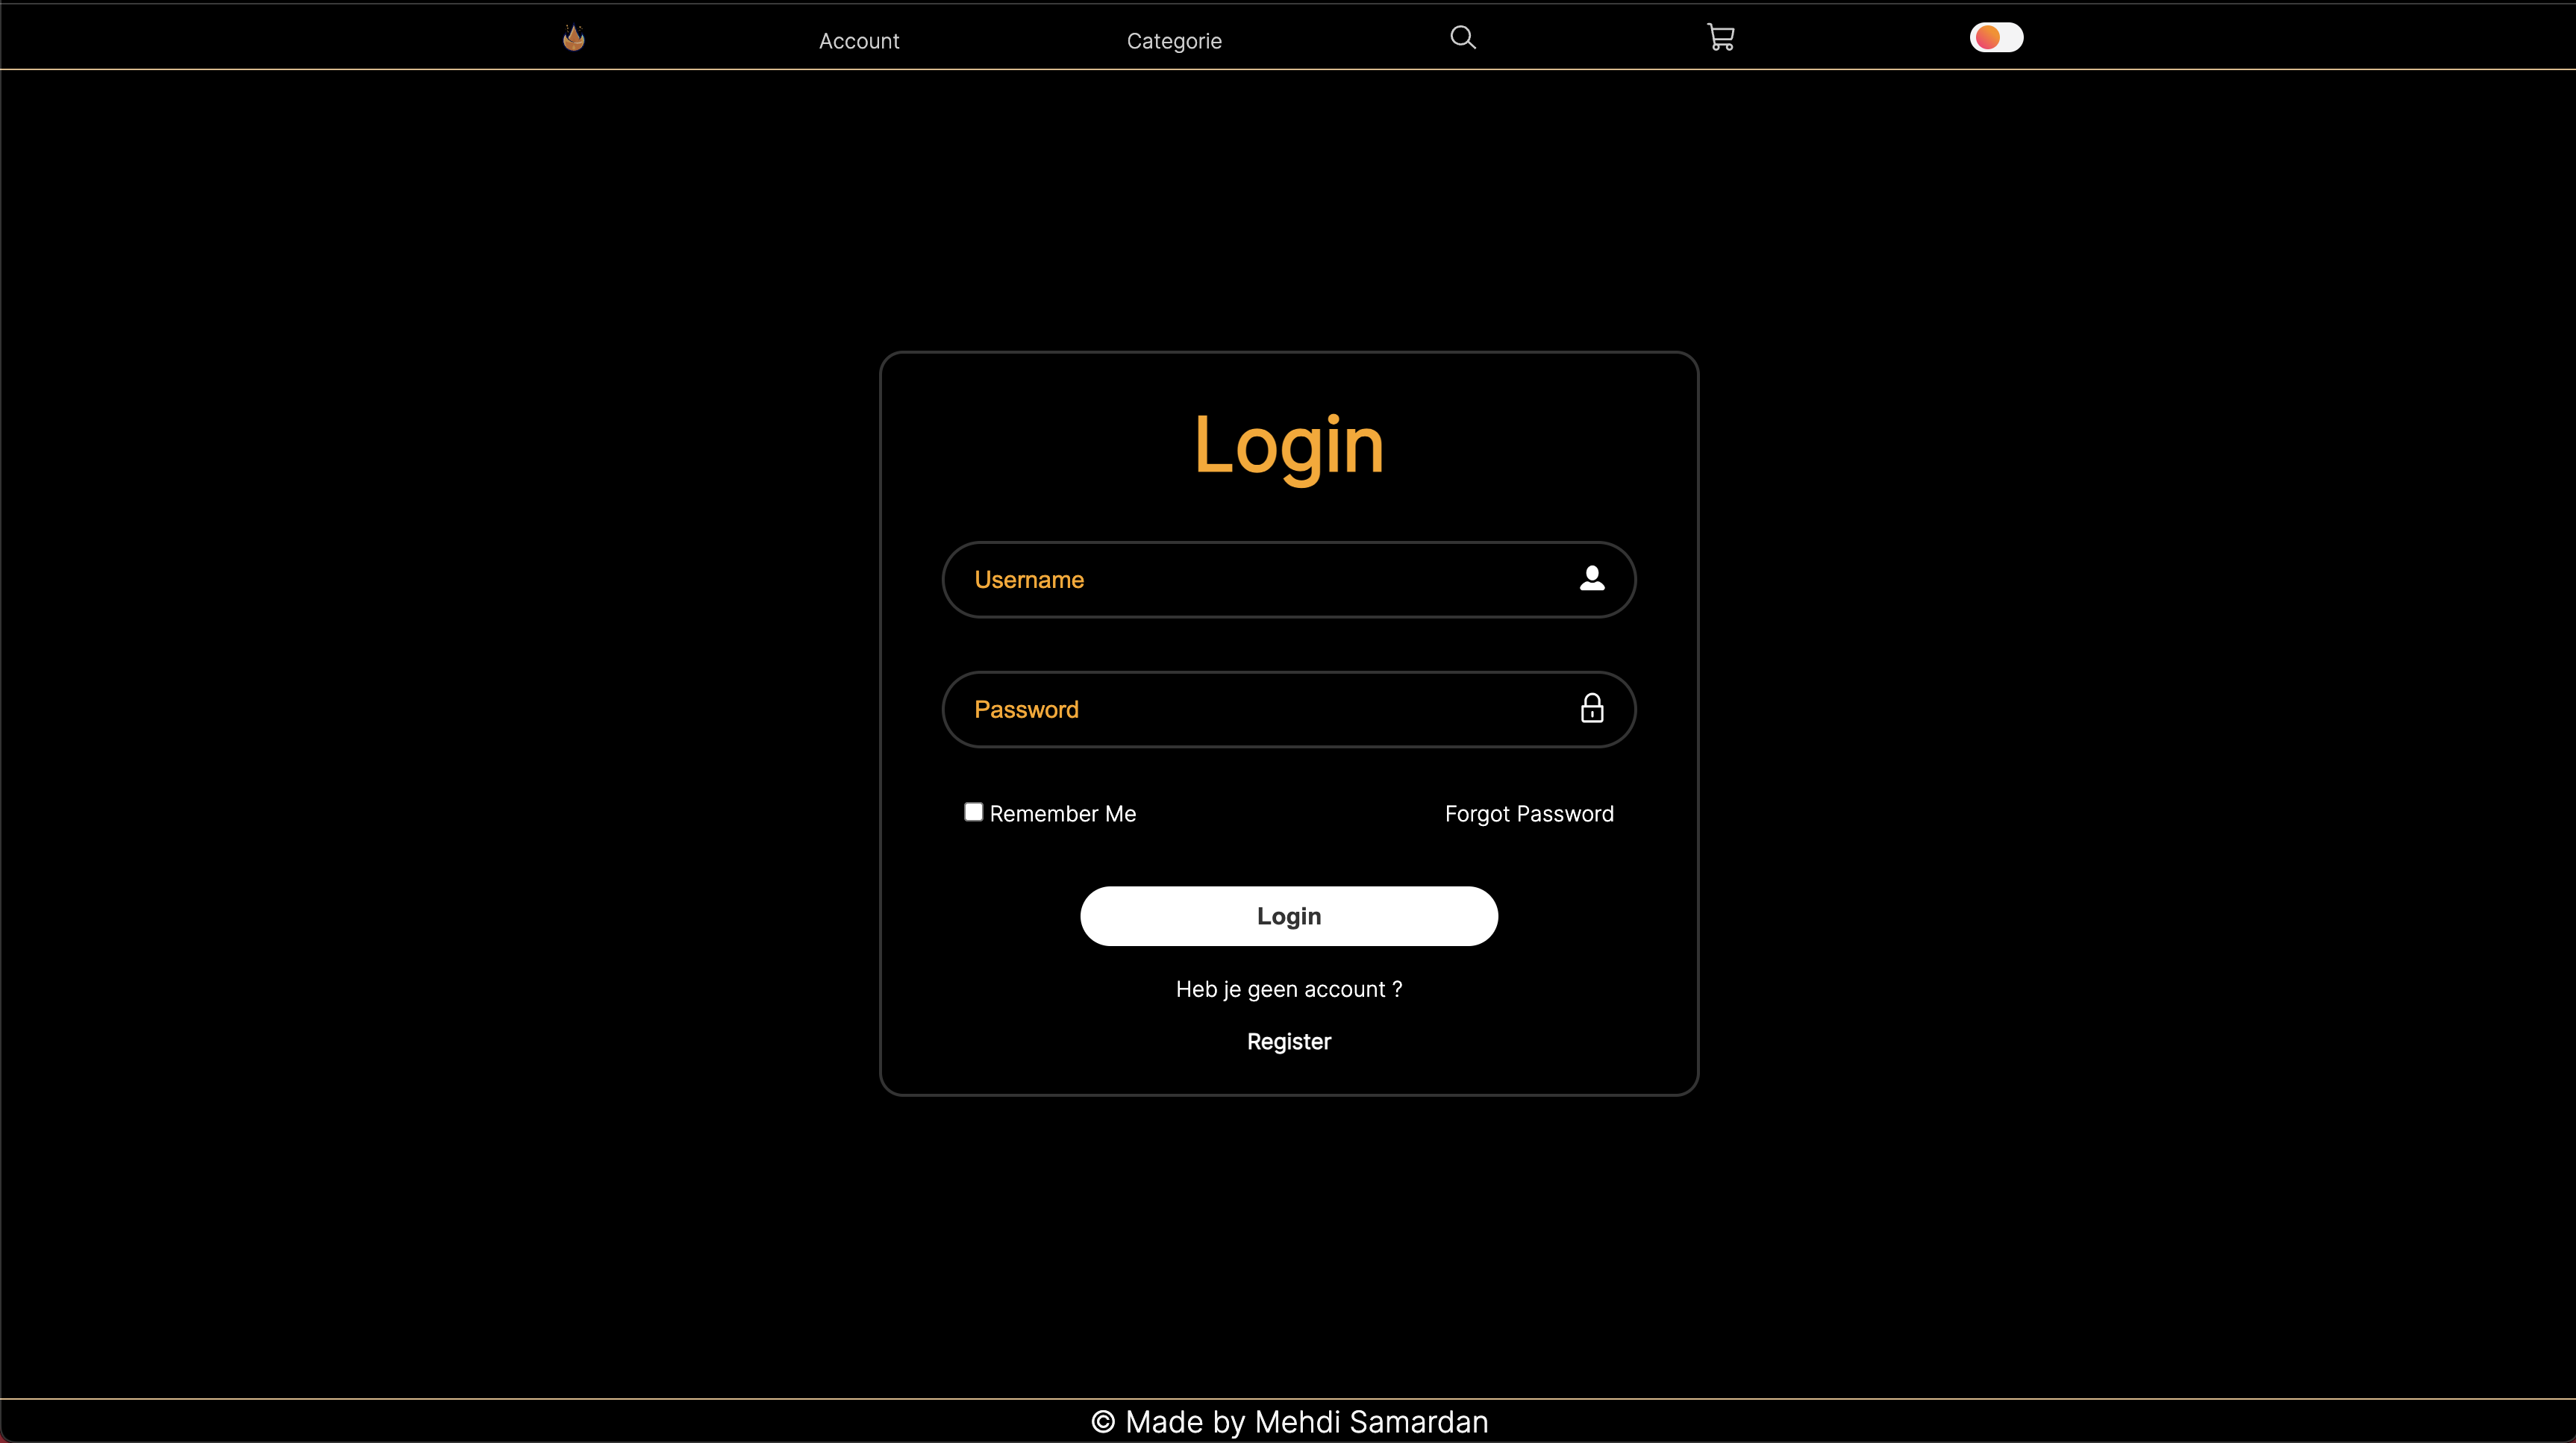 Account Categorie
Login
Username
Password
Remember Me Forgot Password
Login
Heb je geen account ?
Register
© Made by Mehdi Samardan